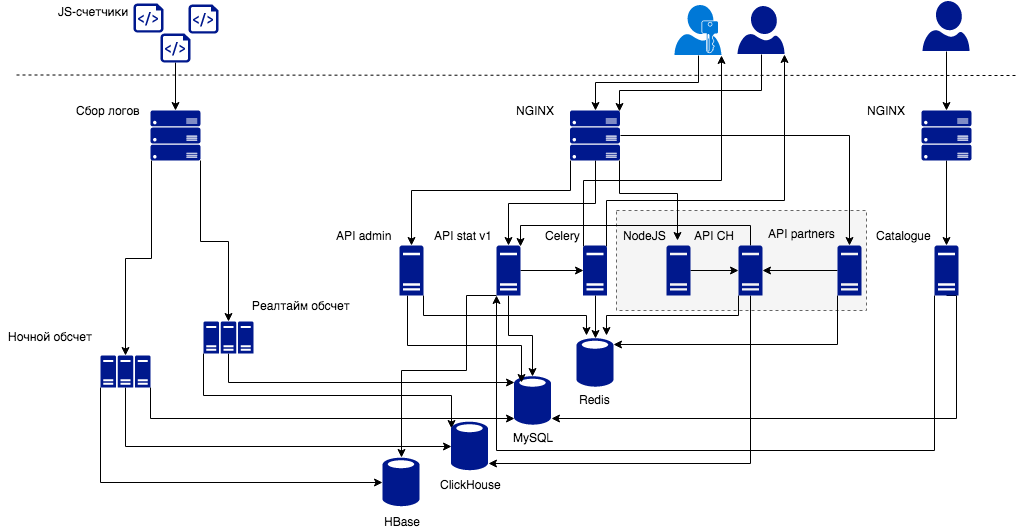 JS-счетчики
</>
</>
</>
Сбор логов
NGINX
NGINX
API admin
API stat v1
Celery
NodeJS
API CH
API partners
Catalogue
Реалтайм обсчет
Ночной обсчет
Redis
MySQL
ClickHouse
HBase